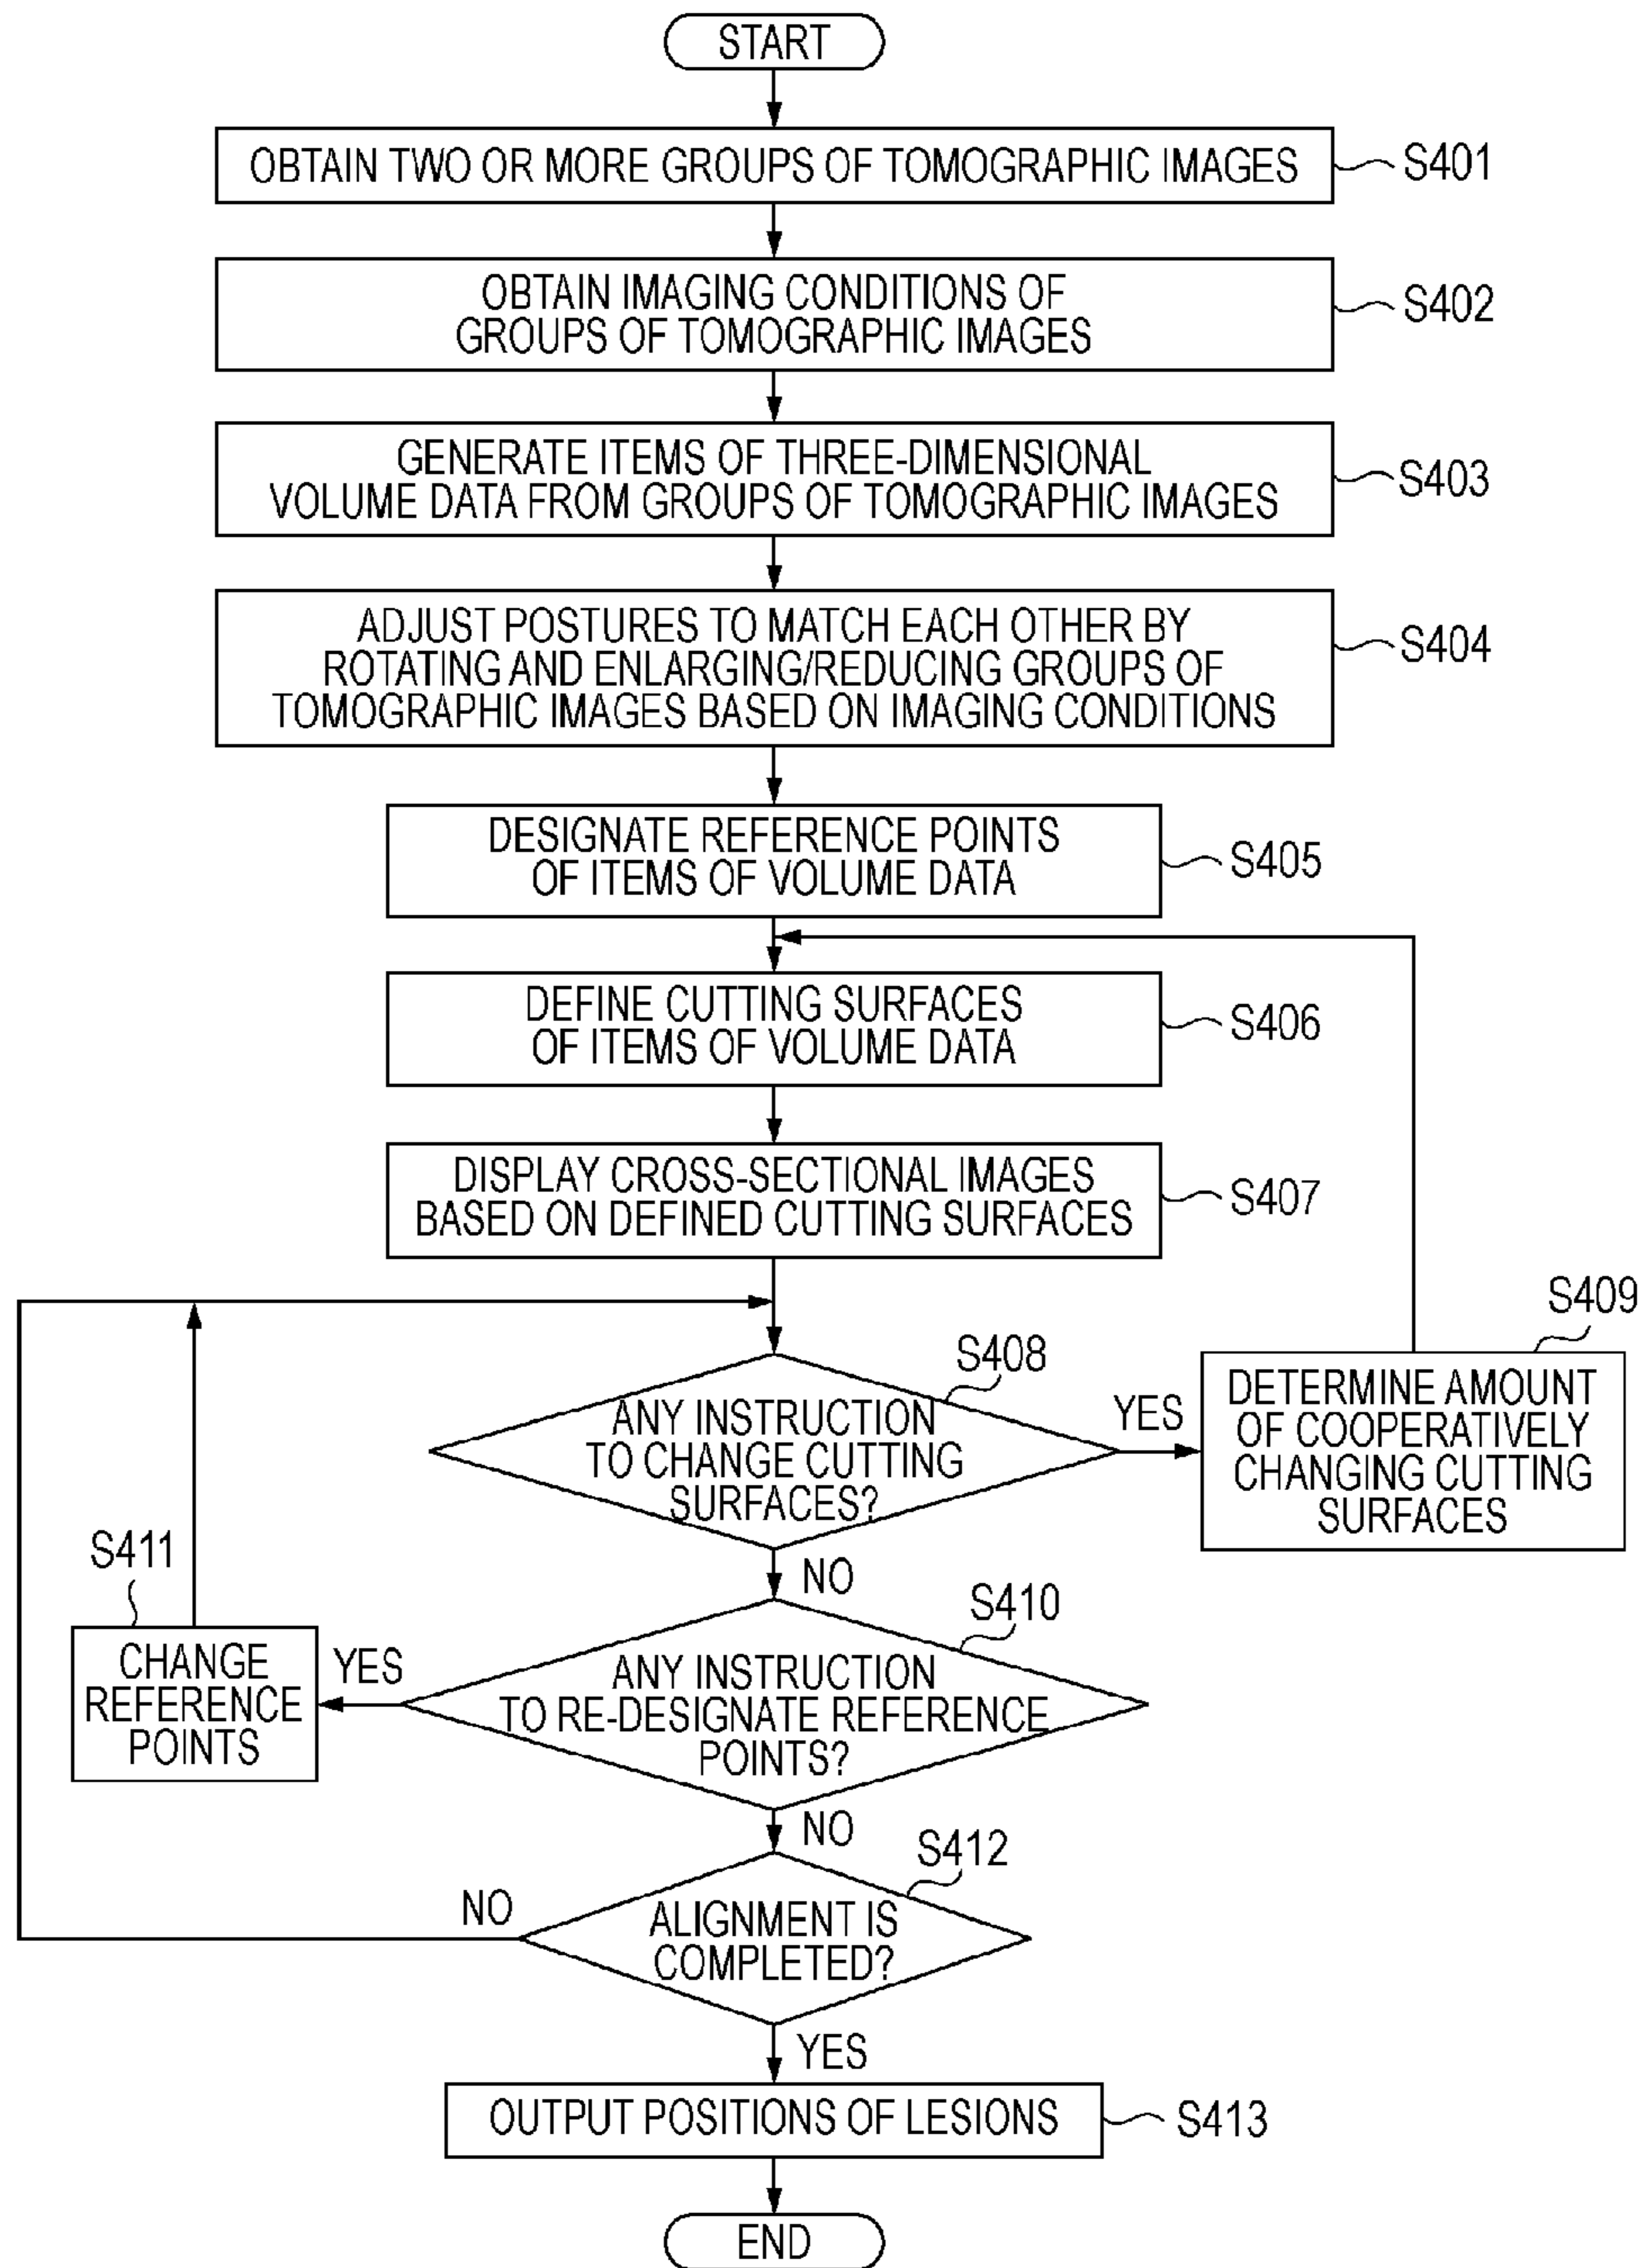 START
OBTAIN TWO OR MORE GROUPS OF TOMOGRAPHIC IMAGES
S401
OBTAIN IMAGING CONDITIONS OF
GROUPS OF TOMOGRAPHIC IMAGES
S402
GENERATE ITEMS OF THREE-DIMENSIONAL
VOLUME DATA FROM GROUPS OF TOMOGRAPHIC IMAGES
S403
ADJUST POSTURES TO MATCH EACH OTHER BY
ROTATING AND ENLARGING/REDUCING GROUPS OF
TOMOGRAPHIC IMAGES BASED ON IMAGING CONDITIONS
S404
DESIGNATE REFERENCE POINTS
OF ITEMS OF VOLUME DATA
S405
DEFINE CUTTING SURFACES
OF ITEMS OF VOLUME DATA
S406
DISPLAY CROSS-SECTIONAL IMAGES
BASED ON DEFINED CUTTING SURFACES
S407
S408
ANY INSTRUCTION
TO CHANGE CUTTING
SURFACES?
YES
S409
DETERMINE AMOUNT
OF COOPERATIVELY
CHANGING CUTTING
SURFACES
NO
S410
ANY INSTRUCTION
TO RE-DESIGNATE REFERENCE
POINTS?
YES
S411
CHANGE
REFERENCE
POINTS
NO
S412
ALIGNMENT IS
COMPLETED?
NO
YES
OUTPUT POSITIONS OF LESIONS
S413
END